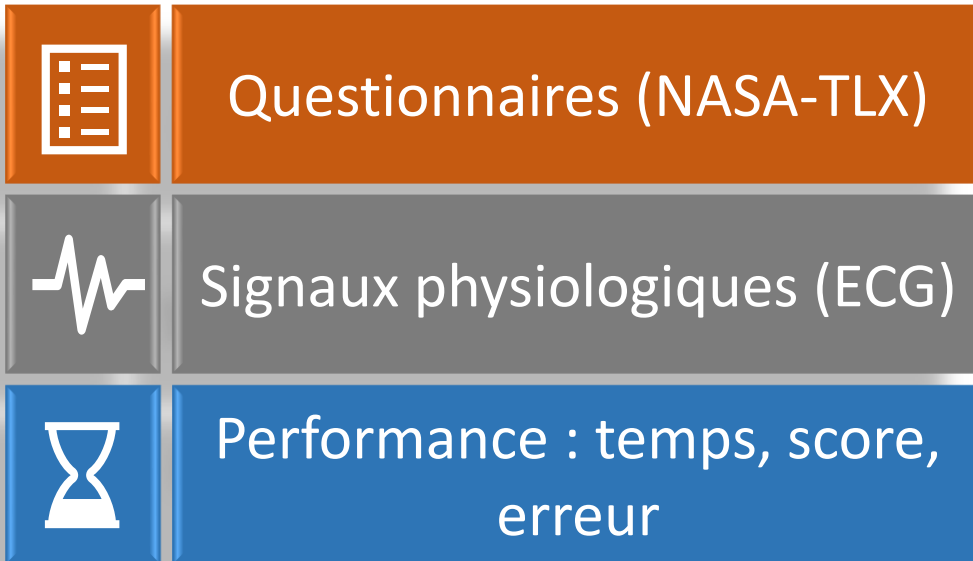 Questionnaires (NASA-TLX)
Signaux physiologiques (ECG)
Performance : temps, score,
erreur